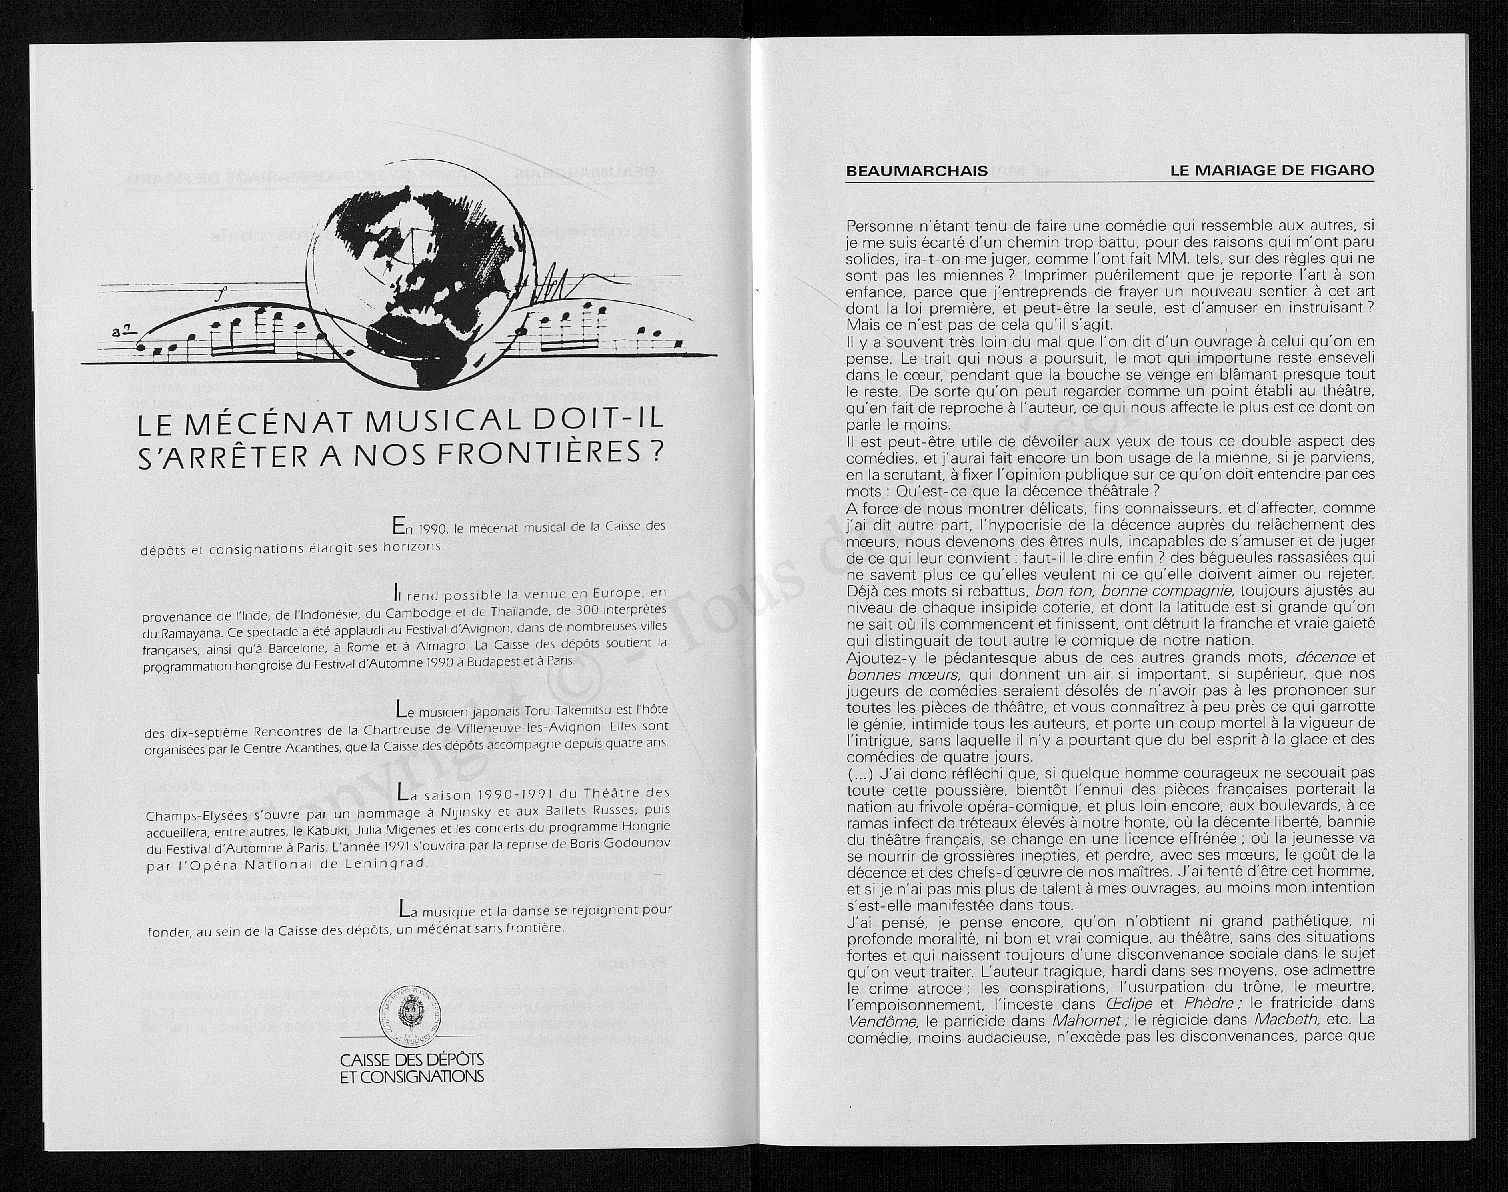 LE MÉCÉNAT MUSICAL DOIT-IL
S'ARRÊTER A NOS FRONTIÈRES ?
En 1990, le mécénat musical de la Caisse des
dépôts et consignations élargit ses horizons.
Il rend possible la venue en Europe, en
provenance de l'Inde, de l'Indonésie, du Cambodge et de Thaïlande, de 300 interprètes
du Ramayana. Ce spectacle a été applaudi au Festival d'Avignon, dans de nombreuses villes
françaises, ainsi qu'à Barcelone, à Rome et à Almagro. La Caisse des dépôts soutient la
programmation hongroise du Festival d'Automne 1990 à Budapest et à Paris.
Le musicien japonais Toru Takemitsu est l'hôte
des dix-septième Rencontres de la Chartreuse de Villeneuve-les-Avignon. Elles sont
organisées par le Centre Acanthes, que la Caisse des dépôts accompagne depuis quatre ans.
La saison 1990-1991 du Théâtre des
Champs-Elysées s'ouvre par un hommage à Nijinsky et aux Ballets Russes, puis
accueillera, entre autres, le Kabuki, Julia Migenes et les concerts du programme Hongrie
du Festival d'Automne à Paris. L'année 1991 s'ouvrira par la reprise de Boris Godounov
par l'Opéra National de Leningrad.
La musique et la danse se rejoignent pour
fonder, au sein de la Caisse des dépôts, un mécénat sans frontière.
CAISSE DES DÉPÔTS
ET CONSIGNATIONS
BEAUMARCHAIS LE MARIAGE DE FIGARO
Personne n'êtant tenu de faire une comédie qui ressemble aux autres, si
je me suis écarté d'un chemin trop battu, pour des raisons qui m'ont paru
solides, ira-t-on me juger, comme l'ont fait MM. tels, sur des règles qui ne
sont pas les miennes ? Imprimer puérilement que je reporte l'art à son
enfance, parce que j'entreprends de frayer un nouveau sentier à cet art
dont la loi première, et peut-être la seule, est d'amuser en instruisant ?
Mais ce n'est pas de cela qu'il s'agit.
Il y a souvent très loin du mal que l'on dit d'un ouvrage à celui qu'on en
pense. Le trait qui nous a poursuit, le mot qui importune reste enseveli
dans le cœur, pendant que la bouche se venge en blâmant presque tout
le reste. De sorte qu'on peut regarder comme un point établi au théâtre,
qu'en fait de reproche à l'auteur, ce qui nous affecte le plus est ce dont on
parle le moins.
Il est peut-être utile de dévoiler aux yeux de tous ce double aspect des
comédies, et j'aurai fait encore un bon usage de la mienne, si je parviens,
en la scrutant, à fixer l'opinion publique sur ce qu'on doit entendre par ces
mots : Qu'est-ce que la décence théâtrale ?
A force de nous montrer délicats, fins connaisseurs, et d'affecter, comme
j'ai dit autre part, l'hypocrisie de la décence auprès du relâchement des
mœurs, nous devenons des êtres nuls, incapables de s'amuser et de juger
de ce qui leur convient : faut-il le dire enfin ? des bégueules rassasiées qui
ne savent plus ce qu'elles veulent ni ce qu'elle doivent aimer ou rejeter.
Déjà ces mots si rebattus, bon ton, bonne compagnie, toujours ajustés au
niveau de chaque insipide coterie, et dont la latitude est si grande qu'on
ne sait où ils commencent et finissent, ont détruit la franche et vraie gaieté
qui distinguait de tout autre le comique de notre nation.
Ajoutez-y le pédantesque abus de ces autres grands mots, décence et
bonnes mœurs, qui donnent un air si important, si supérieur, que nos
jugeurs de comédies seraient désolés de n'avoir pas à les prononcer sur
toutes les pièces de théâtre, et vous connaîtrez à peu près ce qui garrotte
le génie, intimide tous les auteurs, et porte un coup mortel à la vigueur de
l'intrigue, sans laquelle il n'y a pourtant que du bel esprit à la glace et des
comédies de quatre jours.
(...) J'ai donc réfléchi que, si quelque homme courageux ne secouait pas
toute cette poussière, bientôt l'ennui des pièces françaises porterait la
nation au frivole opéra-comique, et plus loin encore, aux boulevards, à ce
ramas infect de tréteaux élevés à notre honte, où la décente liberté, bannie
du théâtre français, se change en une licence effrénée ; où la jeunesse va
se nourrir de grossières inepties, et perdre, avec ses mœurs, le goût de la
décence et des chefs-d'œuvre de nos maîtres. J'ai tenté d'être cet homme,
et si je n'ai pas mis plus de talent à mes ouvrages, au moins mon intention
s'est-elle manifestée dans tous.
J'ai pensé, je pense encore, qu'on n'obtient ni grand pathétique, ni
profonde moralité, ni bon et vrai comique, au théâtre, sans des situations
fortes et qui naissent toujours d'une disconvenance sociale dans le sujet
qu'on veut traiter. L'auteur tragique, hardi dans ses moyens, ose admettre
le crime atroce ; les conspirations, l'usurpation du trône, le meurtre,
l'empoisonnement, l'inceste dans Œdipe et Phèdre ; le fratricide dans
Vendôme, le parricide dans Mahomet ; le régicide dans Macbeth, etc. La
comédie, moins audacieuse, n'excède pas les disconvenances, parce que